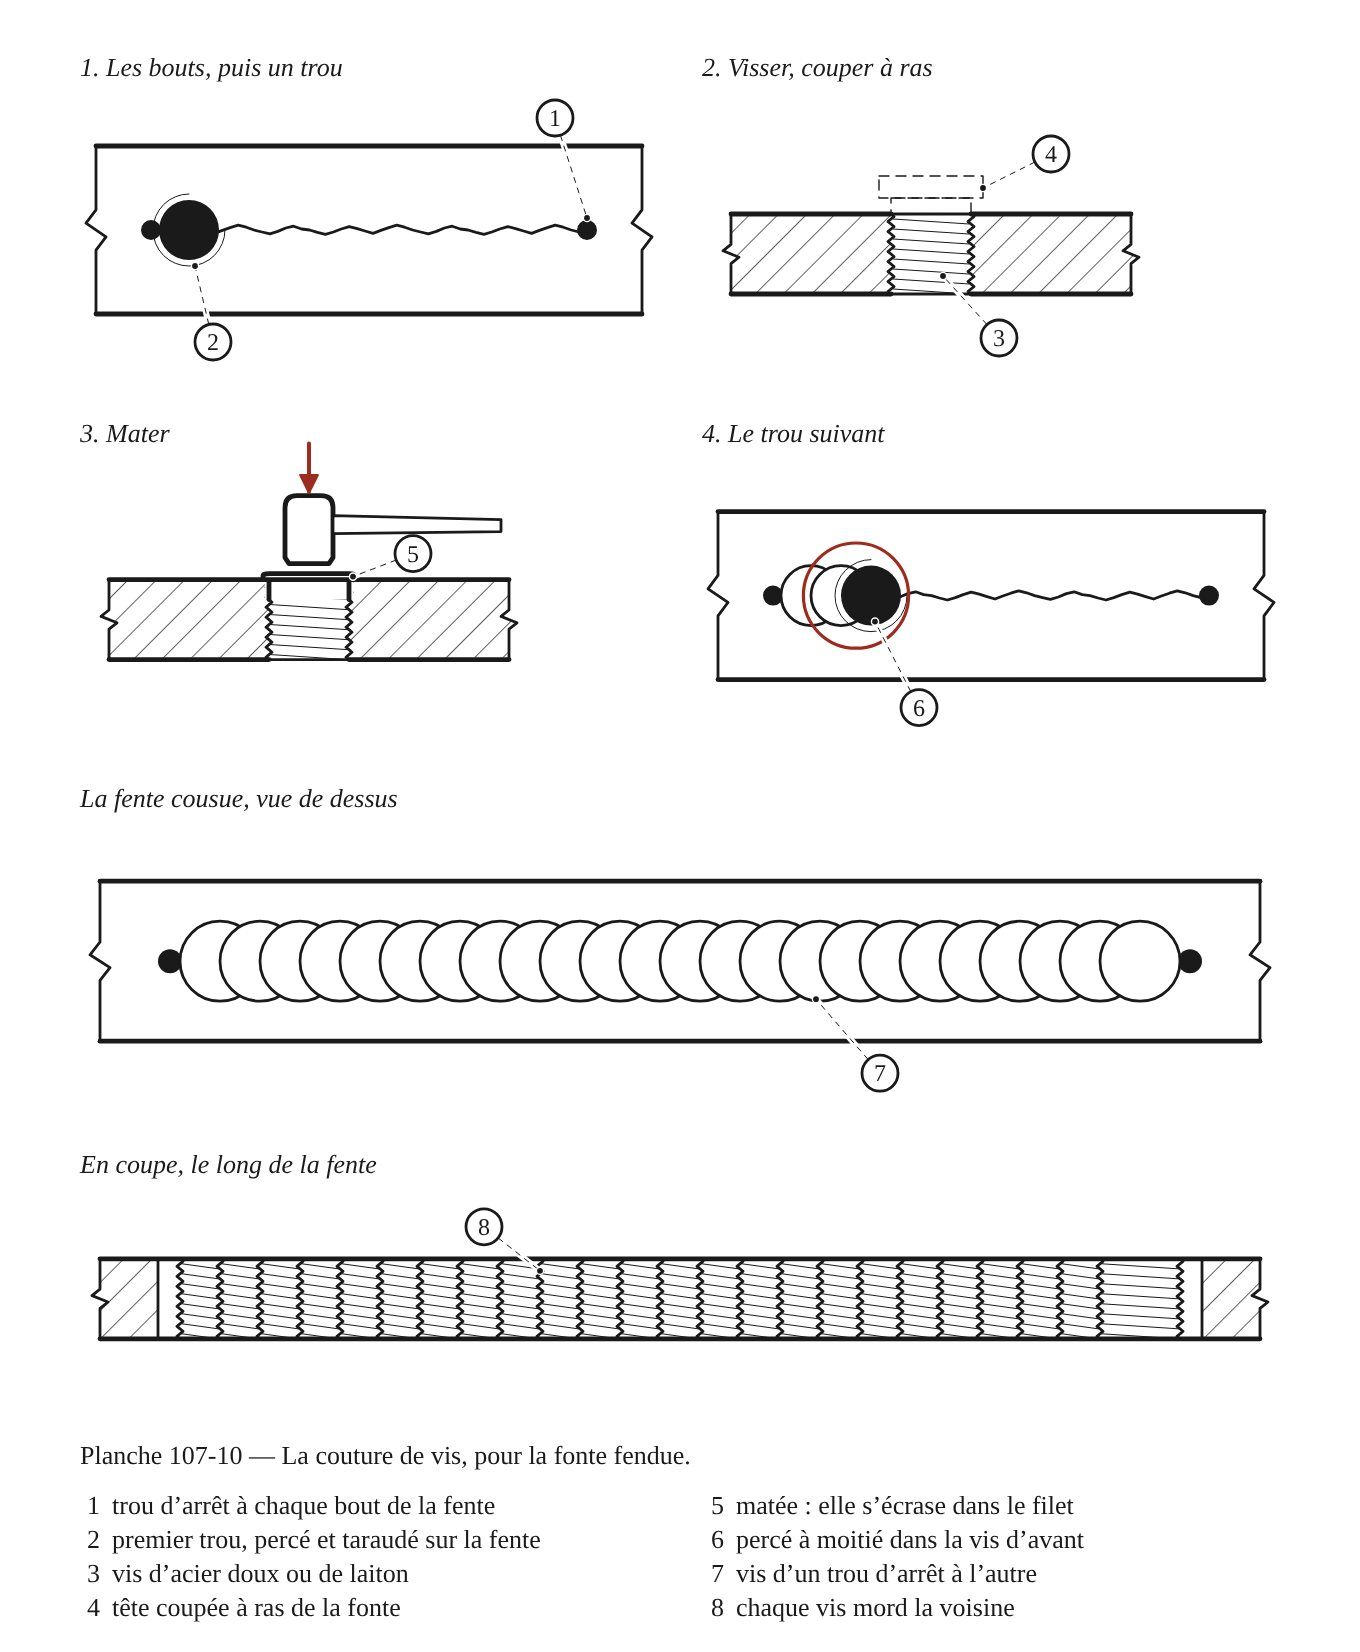 1. Les bouts, puis un trou
2. Visser, couper à ras
1
4
2
3
3. Mater
4. Le trou suivant
5
6
La fente cousue, vue de dessus
7
En coupe, le long de la fente
8
Planche 107-10 — La couture de vis, pour la fonte fendue.
1 trou d’arrêt à chaque bout de la fente
2 premier trou, percé et taraudé sur la fente
3 vis d’acier doux ou de laiton
4 tête coupée à ras de la fonte
5 matée : elle s’écrase dans le filet
6 percé à moitié dans la vis d’avant
7 vis d’un trou d’arrêt à l’autre
8 chaque vis mord la voisine